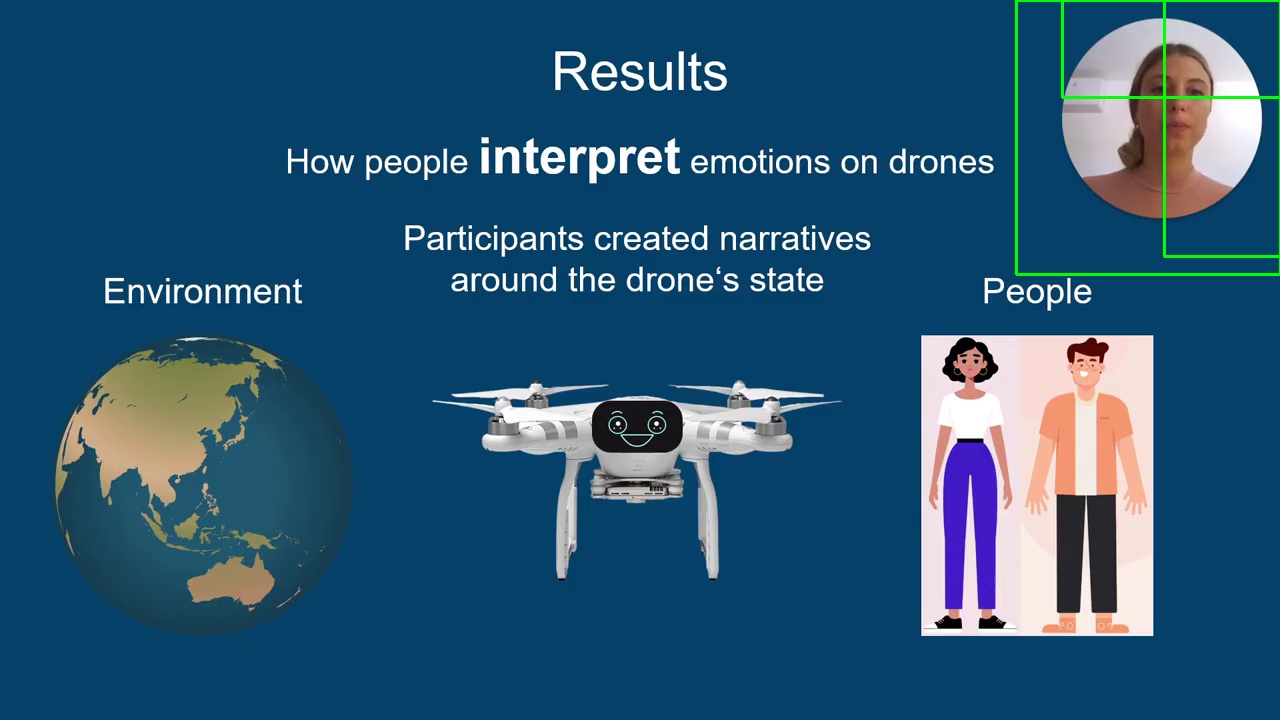 Results
How people interpret emotions on drones
Participants created narratives
around the drone‘s state
Environment
People